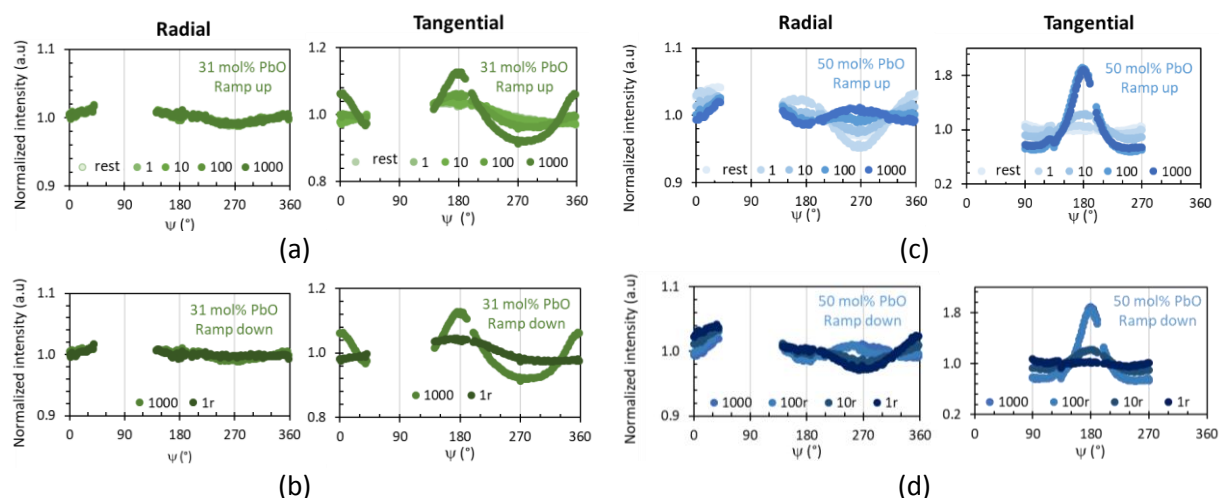 Radial
Tangential
Normalized intensity (a.u)
1.1
1.0
0.9
31 mol% PbO
Ramp up
rest 1 10 100 1000
0 90 180 270 360
Ψ (°)
1.2
1.0
0.8
31 mol% PbO
Ramp up
rest 1 10 100 1000
0 90 180 270 360
Ψ (°)
(a)
Radial
Tangential
Normalized intensity (a.u)
1.1
1.0
0.9
50 mol% PbO
Ramp up
rest 1 10 100 1000
0 90 180 270 360
Ψ (°)
1.8
1.0
0.2
50 mol% PbO
Ramp up
rest 1 10 100 1000
0 90 180 270 360
Ψ (°)
(c)
Normalized intensity (a.u)
1.1
1.0
0.9
31 mol% PbO
Ramp down
1000 1r
0 90 180 270 360
Ψ (°)
1.2
1.0
0.8
31 mol% PbO
Ramp down
1000 1r
0 90 180 270 360
Ψ (°)
(b)
Normalized intensity (a.u)
1.1
1.0
0.9
50 mol% PbO
Ramp down
1000 100r 10r 1r
0 90 180 270 360
Ψ (°)
1.8
1.0
0.2
50 mol% PbO
Ramp down
1000 100r 10r 1r
0 90 180 270 360
Ψ (°)
(d)